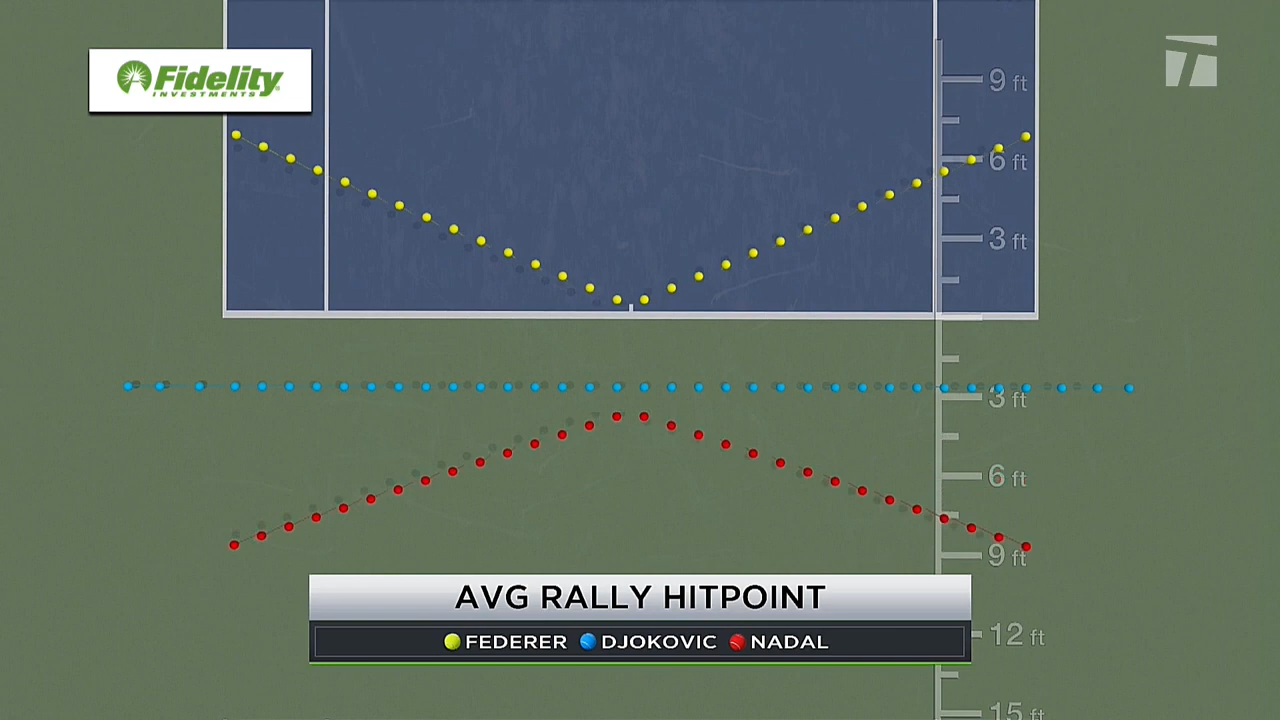 Fidelity
INVESTMENTS
T
9 ft
6 ft
3 ft
3 ft
6 ft
9 ft
AVG RALLY HITPOINT
FEDERER DJOKOVIC NADAL
12 ft
15 ft